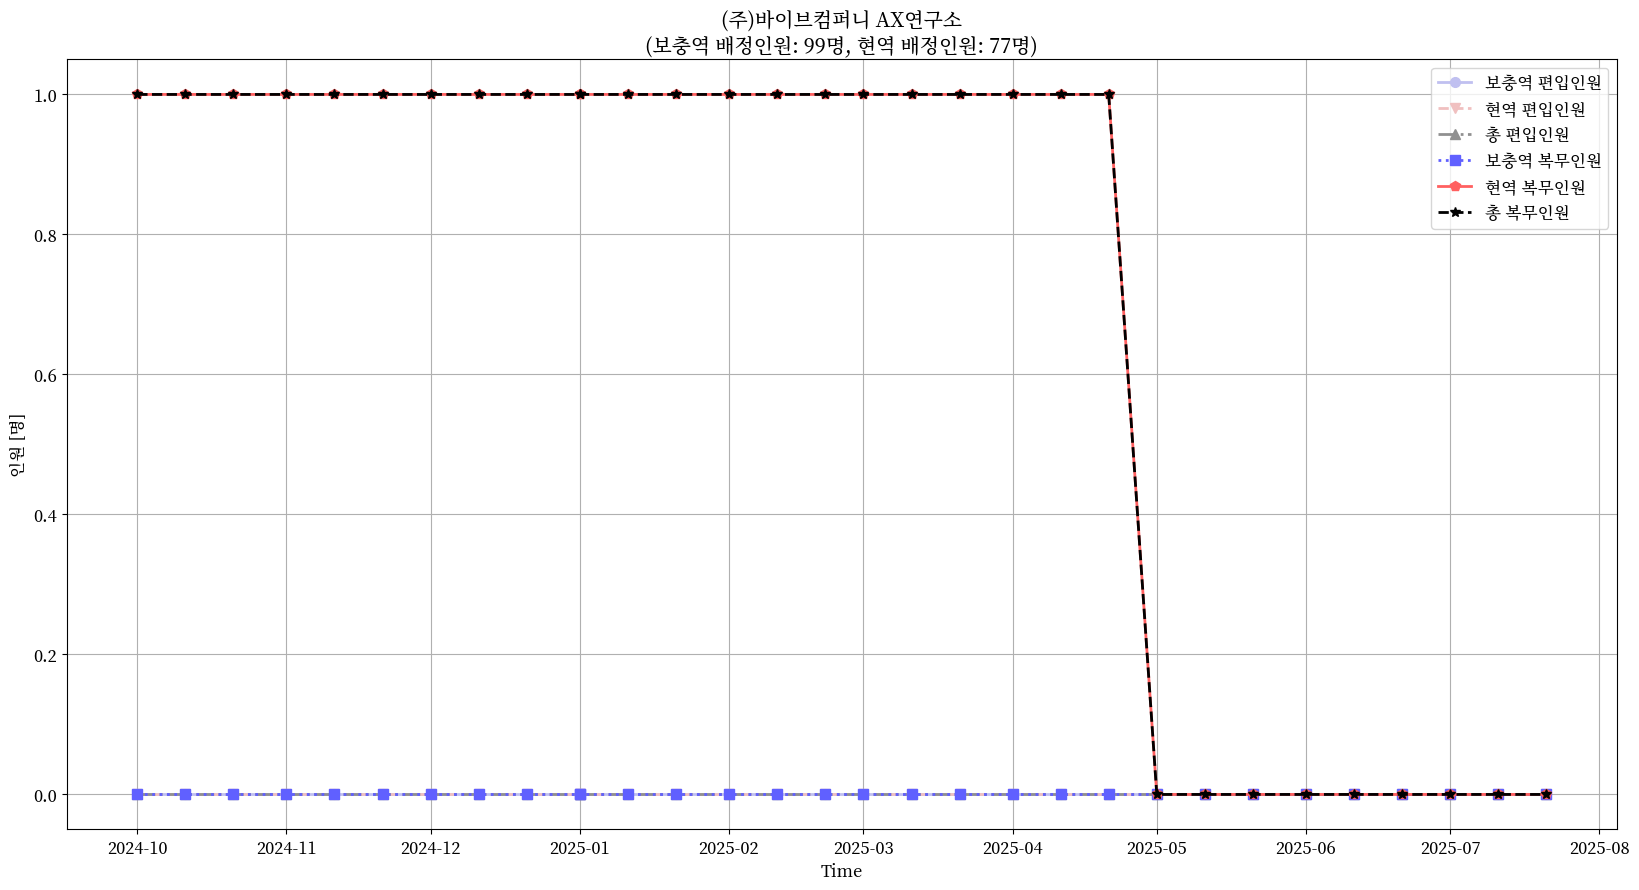 (주)바이브컴퍼니 AX연구소
(보충역 배정인원: 99명, 현역 배정인원: 77명)
보충역 편입인원
현역 편입인원
총 편입인원
보충역 복무인원
현역 복무인원
총 복무인원
인원 [명]
1.0
0.8
0.6
0.4
0.2
0.0
2024-10 2024-11 2024-12 2025-01 2025-02 2025-03 2025-04 2025-05 2025-06 2025-07 2025-08
Time